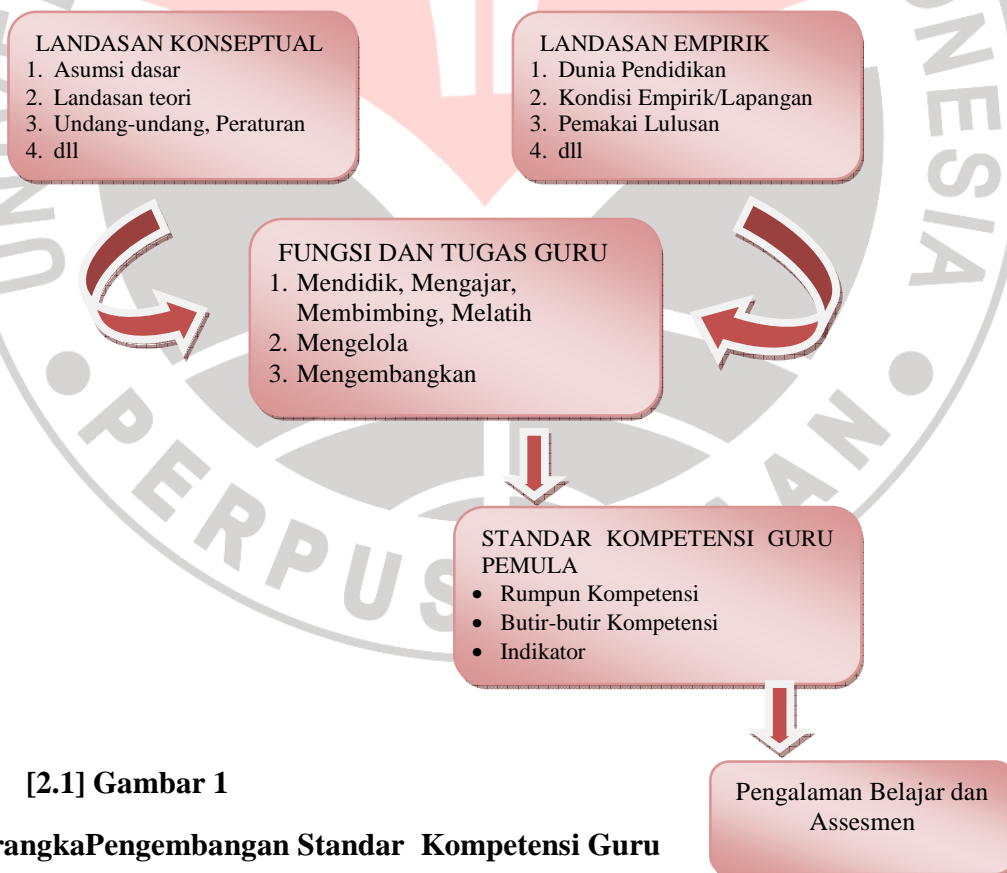 LANDASAN KONSEPTUAL
1. Asumsi dasar
2. Landasan teori
3. Undang-undang, Peraturan
4. dll
LANDASAN EMPIRIK
1. Dunia Pendidikan
2. Kondisi Empirik/Lapangan
3. Pemakai Lulusan
4. dll
FUNGSI DAN TUGAS GURU
1. Mendidik, Mengajar,
Membimbing, Melatih
2. Mengelola
3. Mengembangkan
STANDAR KOMPETENSI GURU
PEMULA
• Rumpun Kompetensi
• Butir-butir Kompetensi
• Indikator
Pengalaman Belajar dan
Assesmen
[2.1] Gambar 1
rangkaPengembangan Standar Kompetensi Guru